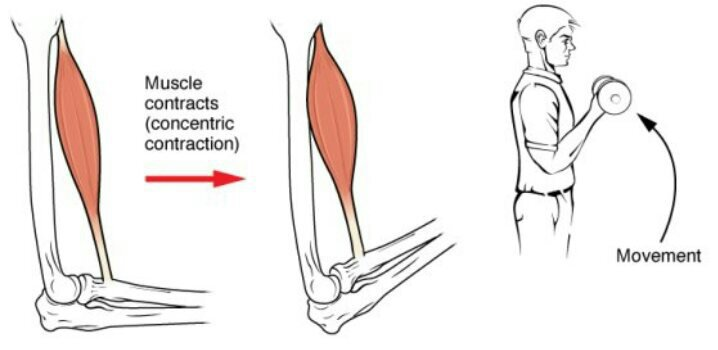 Muscle
contracts
(concentric
contraction)
Movement